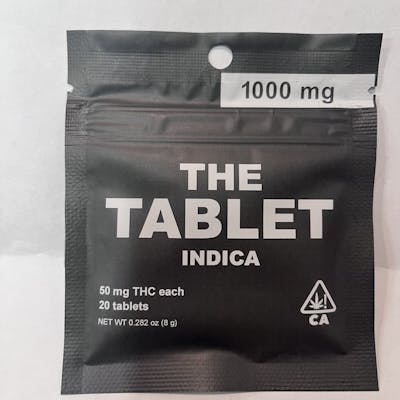 1000 mg
THE
TABLET
INDICA
50 mg THC each
20 tablets
NET WT 0.282 oz (8 g)
!
CA